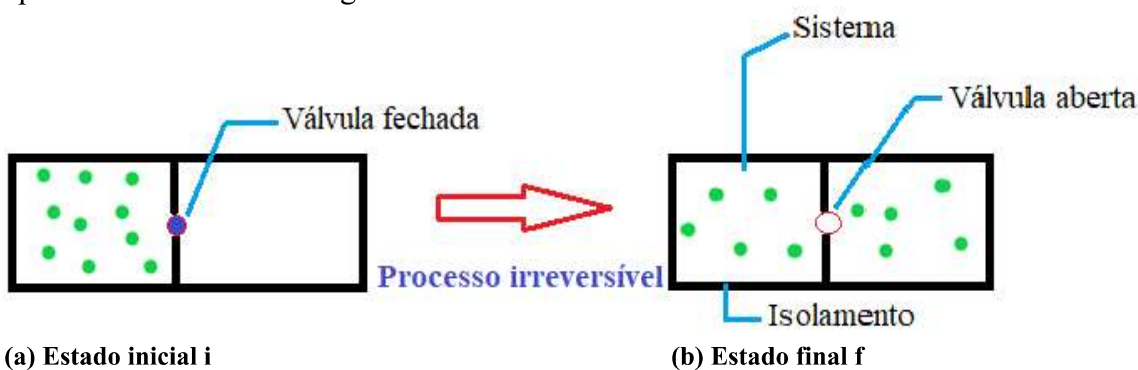 Sistema
Válvula fechada
Válvula aberta
Processo irreversível
Isolamento
(a) Estado inicial i
(b) Estado final f